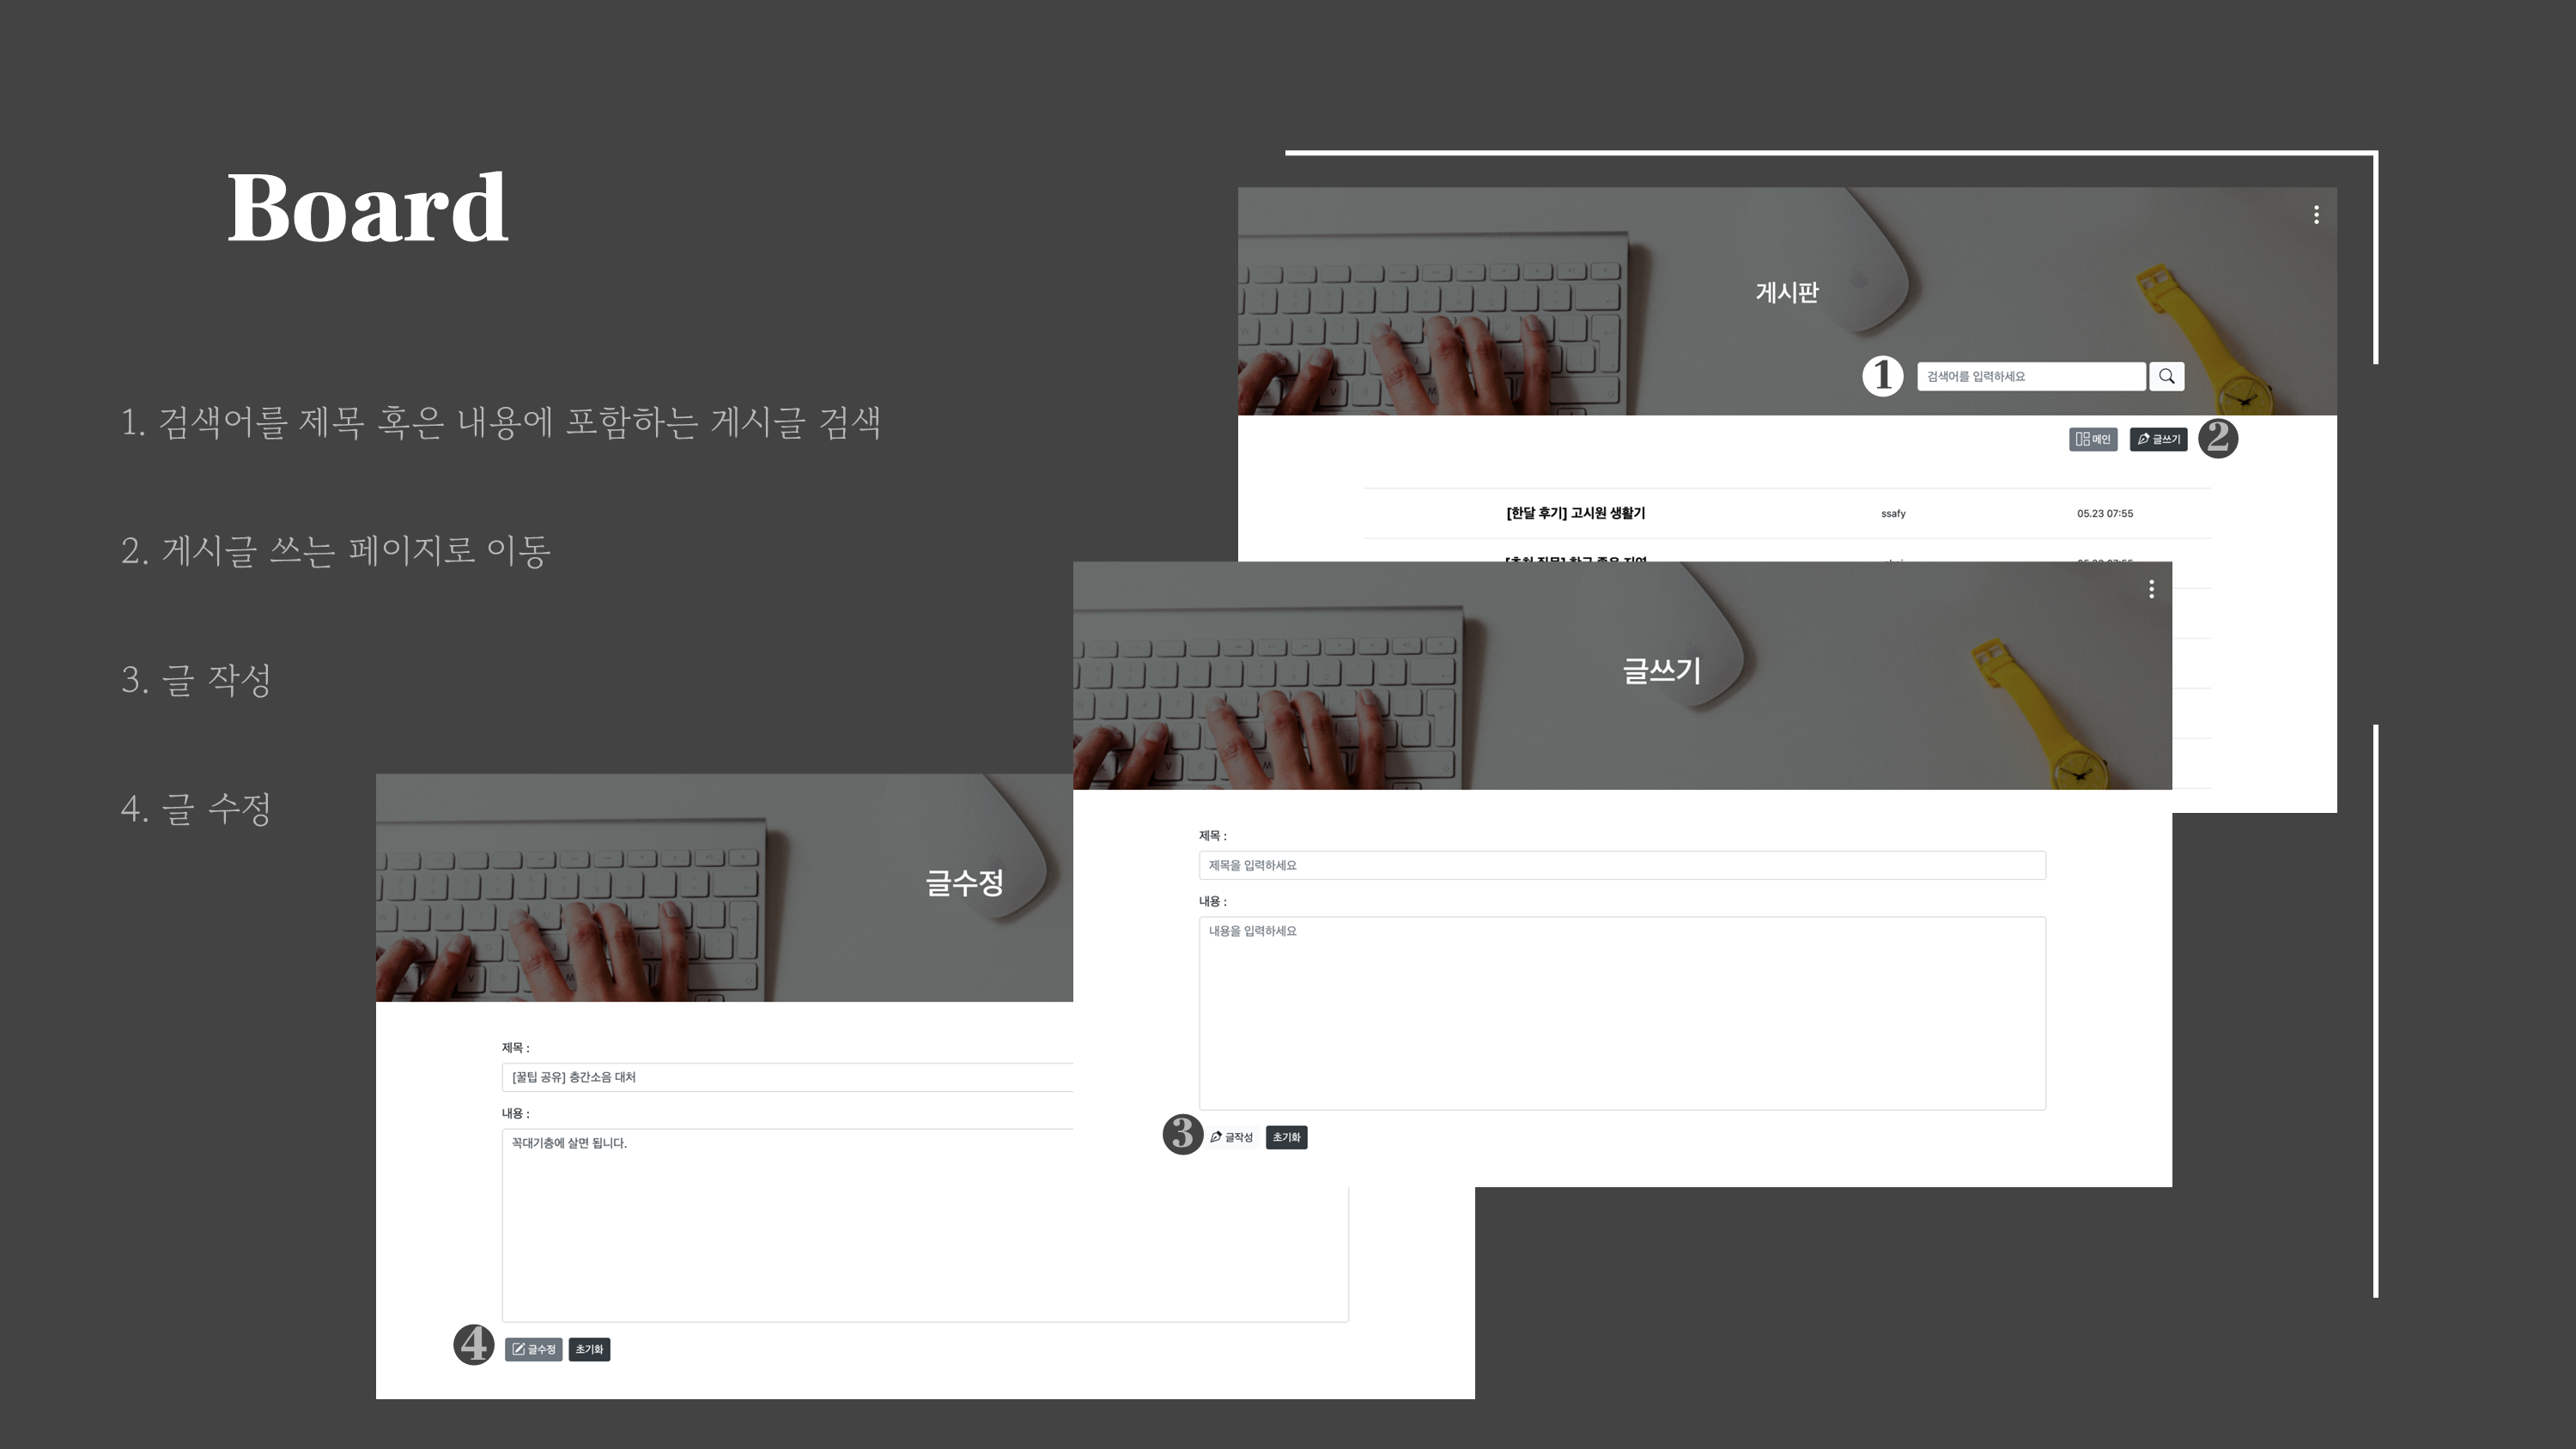 Board
1. 검색어를 제목 혹은 내용에 포함하는 게시글 검색
2. 게시글 쓰는 페이지로 이동
3. 글 작성
4. 글 수정
게시판
1
검색어를 입력하세요
메인
글쓰기
2
[한달 후기] 고시원 생활기
ssafy
05.23 07:55
글쓰기
제목 :
제목을 입력하세요
내용 :
내용을 입력하세요
3
글작성
초기화
글수정
제목 :
[꿀팁 공유] 층간소음 대처
내용 :
꼭대기층에 살면 됩니다.
4
글수정
초기화